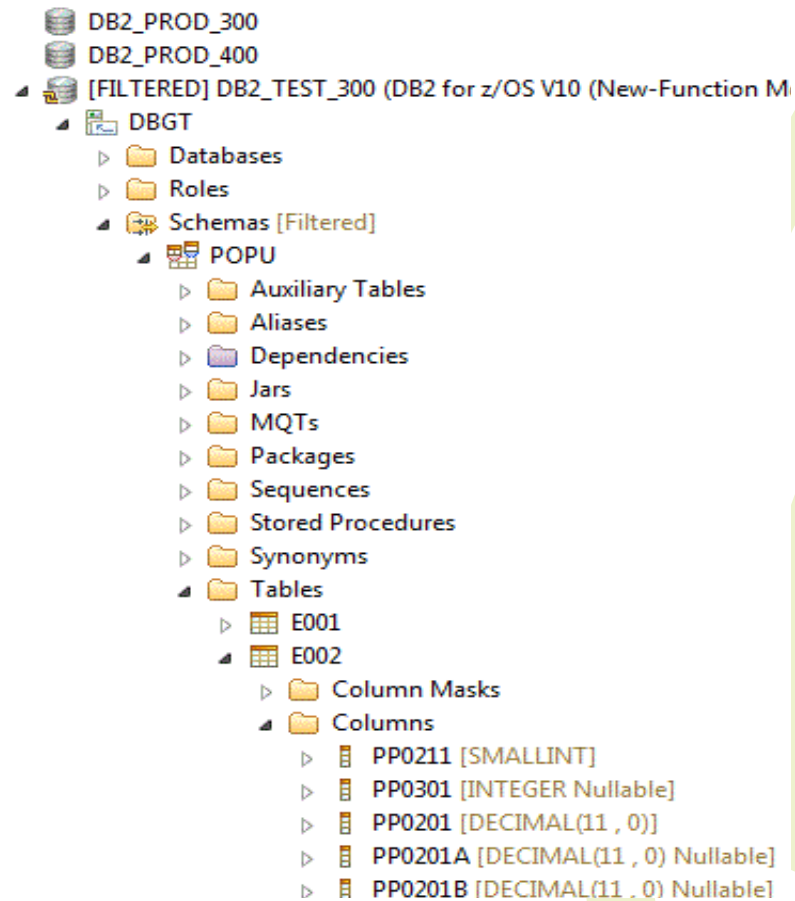 DB2_PROD_300
DB2_PROD_400
[FILTERED] DB2_TEST_300 (DB2 for z/OS V10 (New-Function
DBGT
Databases
Roles
Schemas [Filtered]
POPU
Auxiliary Tables
Aliases
Dependencies
Jars
MQTs
Packages
Sequences
Stored Procedures
Synonyms
Tables
E001
E002
Column Masks
Columns
PP0211 [SMALLINT]
PP0301 [INTEGER Nullable]
PP0201 [DECIMAL(11 , 0)]
PP0201A [DECIMAL(11 , 0) Nullable]
PP0201B [DECIMAL(11 , 0) Nullable]